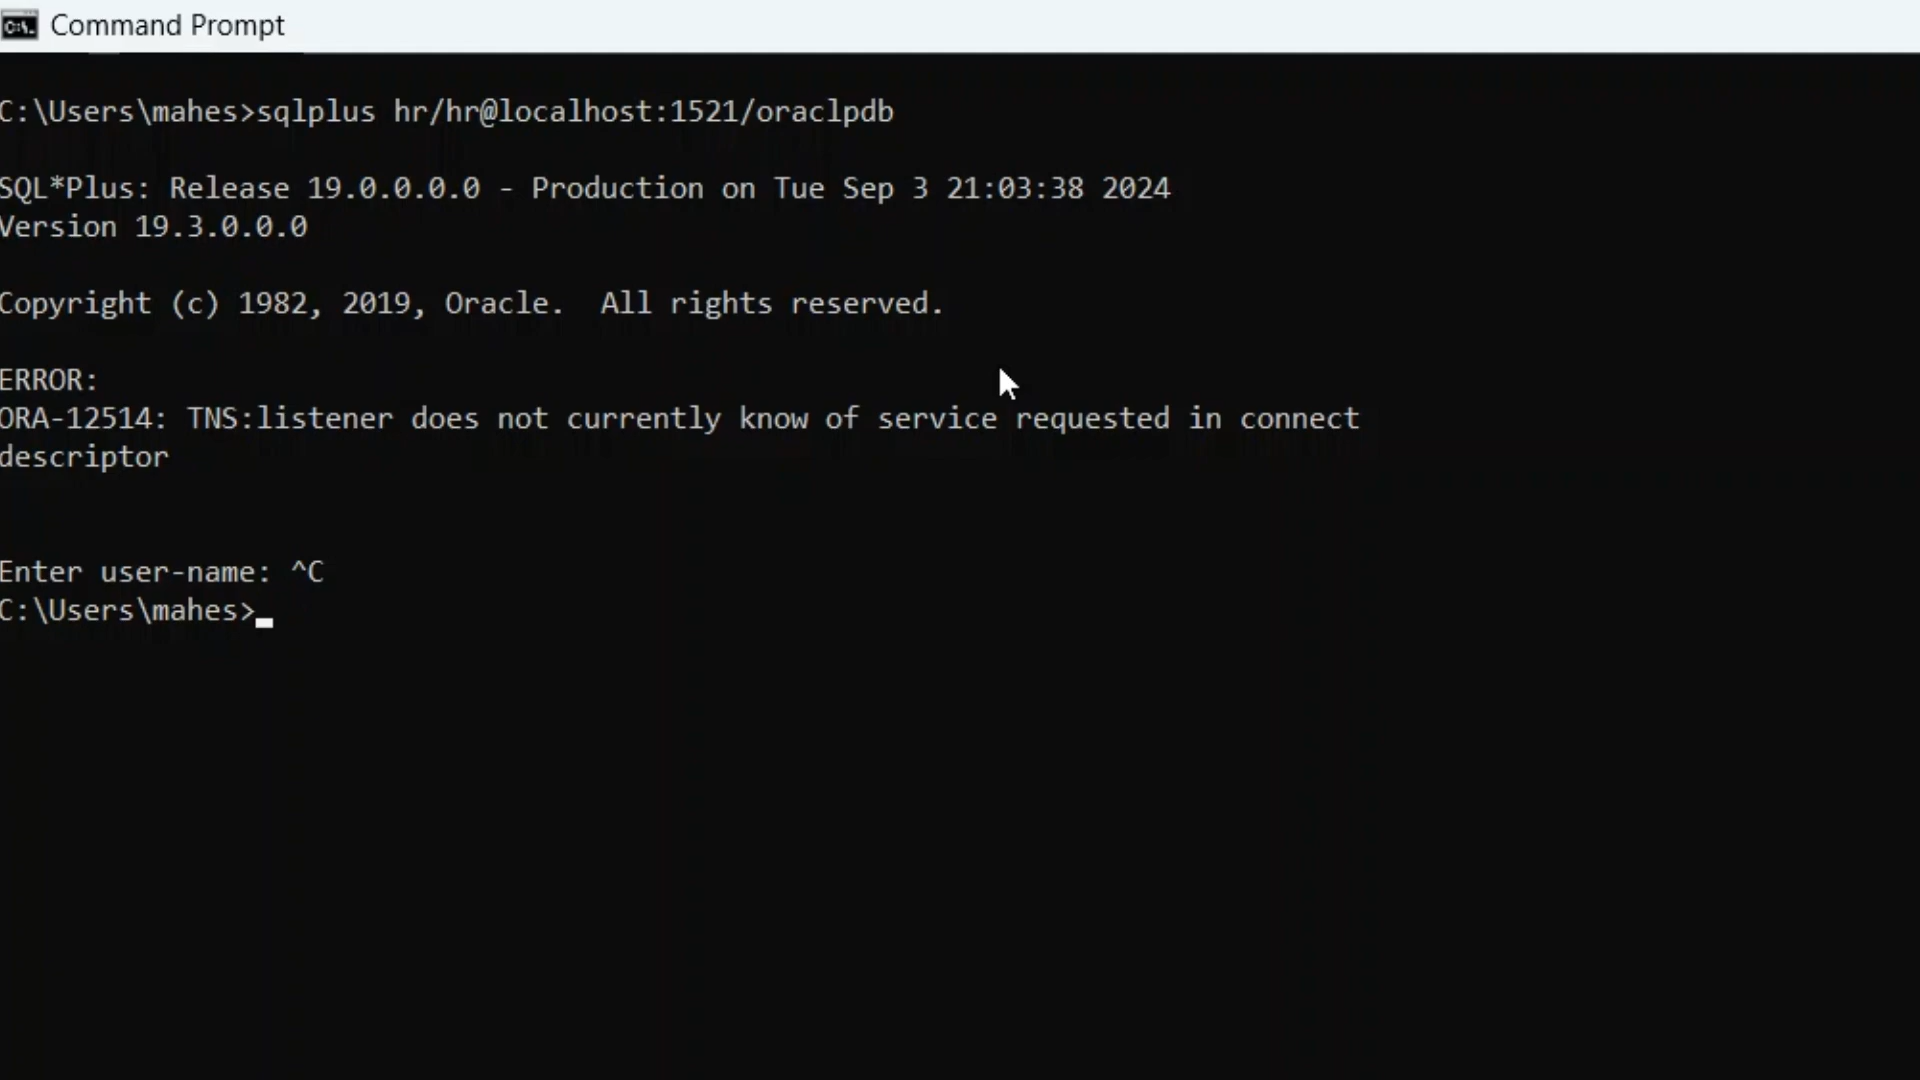 Command Prompt
C:\Users\mahes>sqlplus hr/hr@localhost:1521/oraclpdb
SQL*Plus: Release 19.0.0.0.0 - Production on Tue Sep 3 21:03:38 2024
Version 19.3.0.0.0
Copyright (c) 1982, 2019, Oracle.  All rights reserved.
ERROR:
ORA-12514: TNS:listener does not currently know of service requested in connect
descriptor
Enter user-name: ^C
C:\Users\mahes>